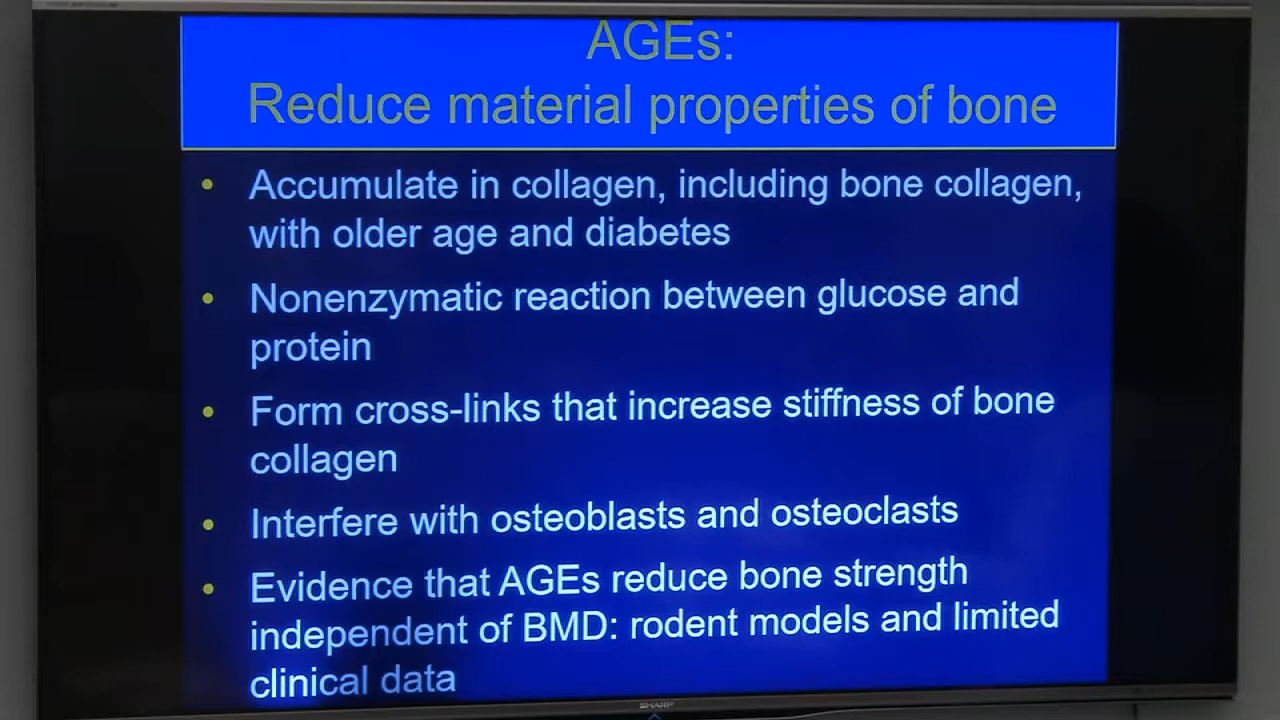 AGEs:
Reduce material properties of bone
• Accumulate in collagen, including bone collagen,
with older age and diabetes
• Nonenzymatic reaction between glucose and
protein
• Form cross-links that increase stiffness of bone
collagen
• Interfere with osteoblasts and osteoclasts
• Evidence that AGEs reduce bone strength
independent of BMD: rodent models and limited
clinical data
SHARP